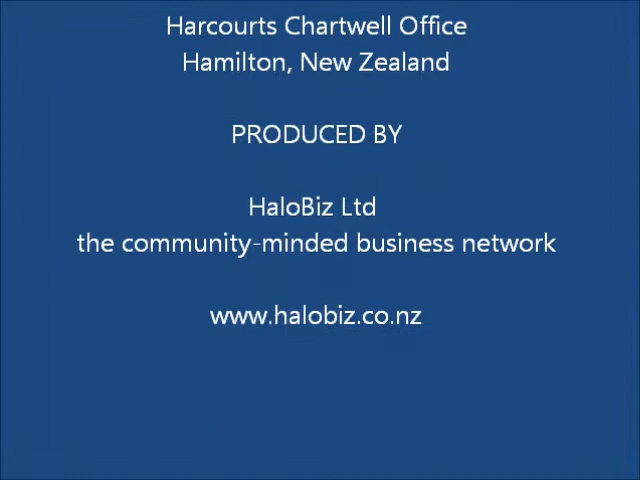 Harcourts Chartwell Office
Hamilton, New Zealand
PRODUCED BY
HaloBiz Ltd
the community-minded business network
www.halobiz.co.nz